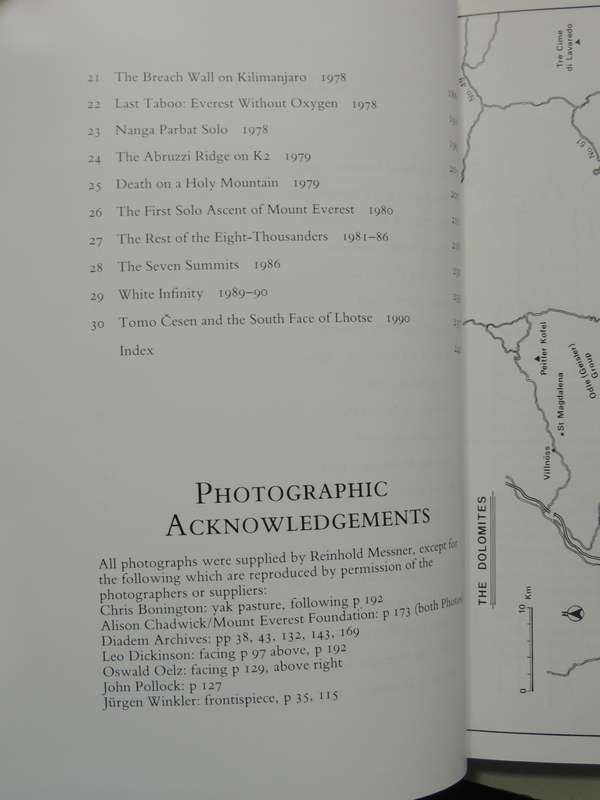 21 The Breach Wall on Kilimanjaro 1978
22 Last Taboo: Everest Without Oxygen 1978
23 Nanga Parbat Solo 1978
24 The Abruzzi Ridge on K2 1979
25 Death on a Holy Mountain 1979
26 The First Solo Ascent of Mount Everest 1980
27 The Rest of the Eight-Thousanders 1981–86
28 The Seven Summits 1986
29 White Infinity 1989–90
30 Tomo Česen and the South Face of Lhotse 1990
Index
PHOTOGRAPHIC
ACKNOWLEDGEMENTS
All photographs were supplied by Reinhold Messner, except for
the following which are reproduced by permission of the
photographers or suppliers:
Chris Bonington: yak pasture, following p 192
Alison Chadwick/Mount Everest Foundation: p 173 (both Photos)
Diadem Archives: pp 38, 43, 132, 143, 169
Leo Dickinson: facing p 97 above, p 192
Oswald Oelz: facing p 129, above right
John Pollock: p 127
Jürgen Winkler: frontispiece, p 35, 115
Tre Cime
di Lavaredo
No 49
No 51
Peitler Kofel
Odle (Geisler)
Group
St Magdalena
Villnöss
THE DOLOMITES
0 10 Km
N